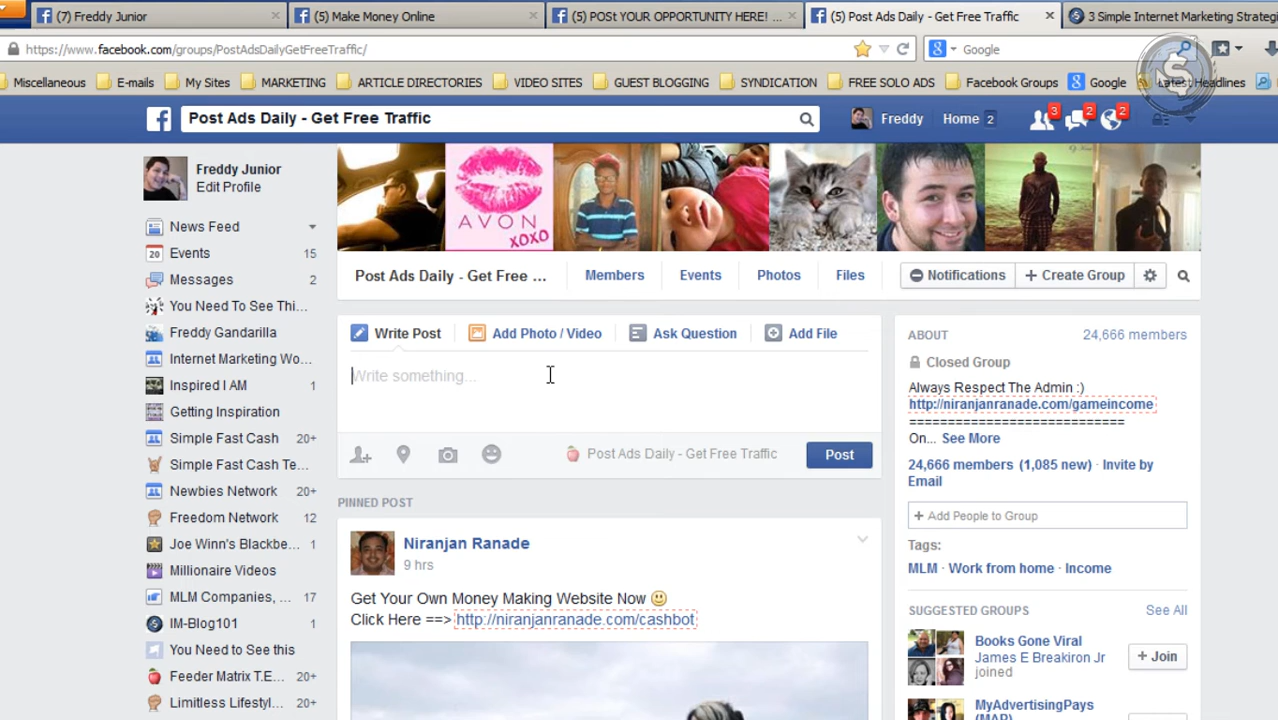 (7) Freddy Junior
(5) Make Money Online
(5) POSt YOUR OPPORTUNITY HERE! ...
(5) Post Ads Daily - Get Free Traffic
3 Simple Internet Marketing Strateg
https://www.facebook.com/groups/PostAdsDailyGetFreeTraffic/
Google
Miscellaneous E-mails My Sites MARKETING ARTICLE DIRECTORI VIDEO SITES GUEST BLOGGING SYNDICATION FREE SOLO ADS Facebook Groups Google Latest Headlines
Post Ads Daily - Get Free Traffic
Freddy Home 2
3 2 2
Freddy Junior
Edit Profile
News Feed
20 Events 15
Messages 2
You Need To See Thi...
Freddy Gandarilla
Internet Marketing Wo...
Inspired I AM 1
Getting Inspiration
Simple Fast Cash 20+
Simple Fast Cash Te...
Newbies Network 20+
Freedom Network 12
Joe Winn's Blackbe... 1
Millionaire Videos
MLM Companies, ... 17
IM-Blog101 1
You Need to See this
Feeder Matrix T.E... 20+
Limitless Lifestyl... 20+
AVON
XOXO
Post Ads Daily - Get Free ... Members Events Photos Files Notifications + Create Group
Write Post Add Photo / Video Ask Question Add File
Write something...
Post Ads Daily - Get Free Traffic Post
PINNED POST
Niranjan Ranade
9 hrs
Get Your Own Money Making Website Now
Click Here ==> http://niranjanranade.com/cashbot
ABOUT 24,666 members
Closed Group
Always Respect The Admin :)
http://niranjanranade.com/gameincome
===========================
On... See More
24,666 members (1,085 new) · Invite by
Email
+ Add People to Group
Tags:
MLM · Work from home · Income
SUGGESTED GROUPS See All
Books Gone Viral
James E Breakiron Jr
joined
+ Join
MyAdvertisingPays
(MAP)